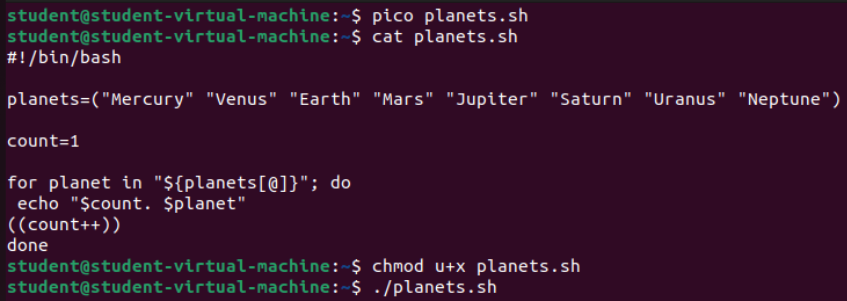 student@student-virtual-machine:~$ pico planets.sh
student@student-virtual-machine:~$ cat planets.sh
#!/bin/bash
planets=("Mercury" "Venus" "Earth" "Mars" "Jupiter" "Saturn" "Uranus" "Neptune")
count=1
for planet in "${planets[@]}"; do
 echo "$count. $planet"
((count++))
done
student@student-virtual-machine:~$ chmod u+x planets.sh
student@student-virtual-machine:~$ ./planets.sh